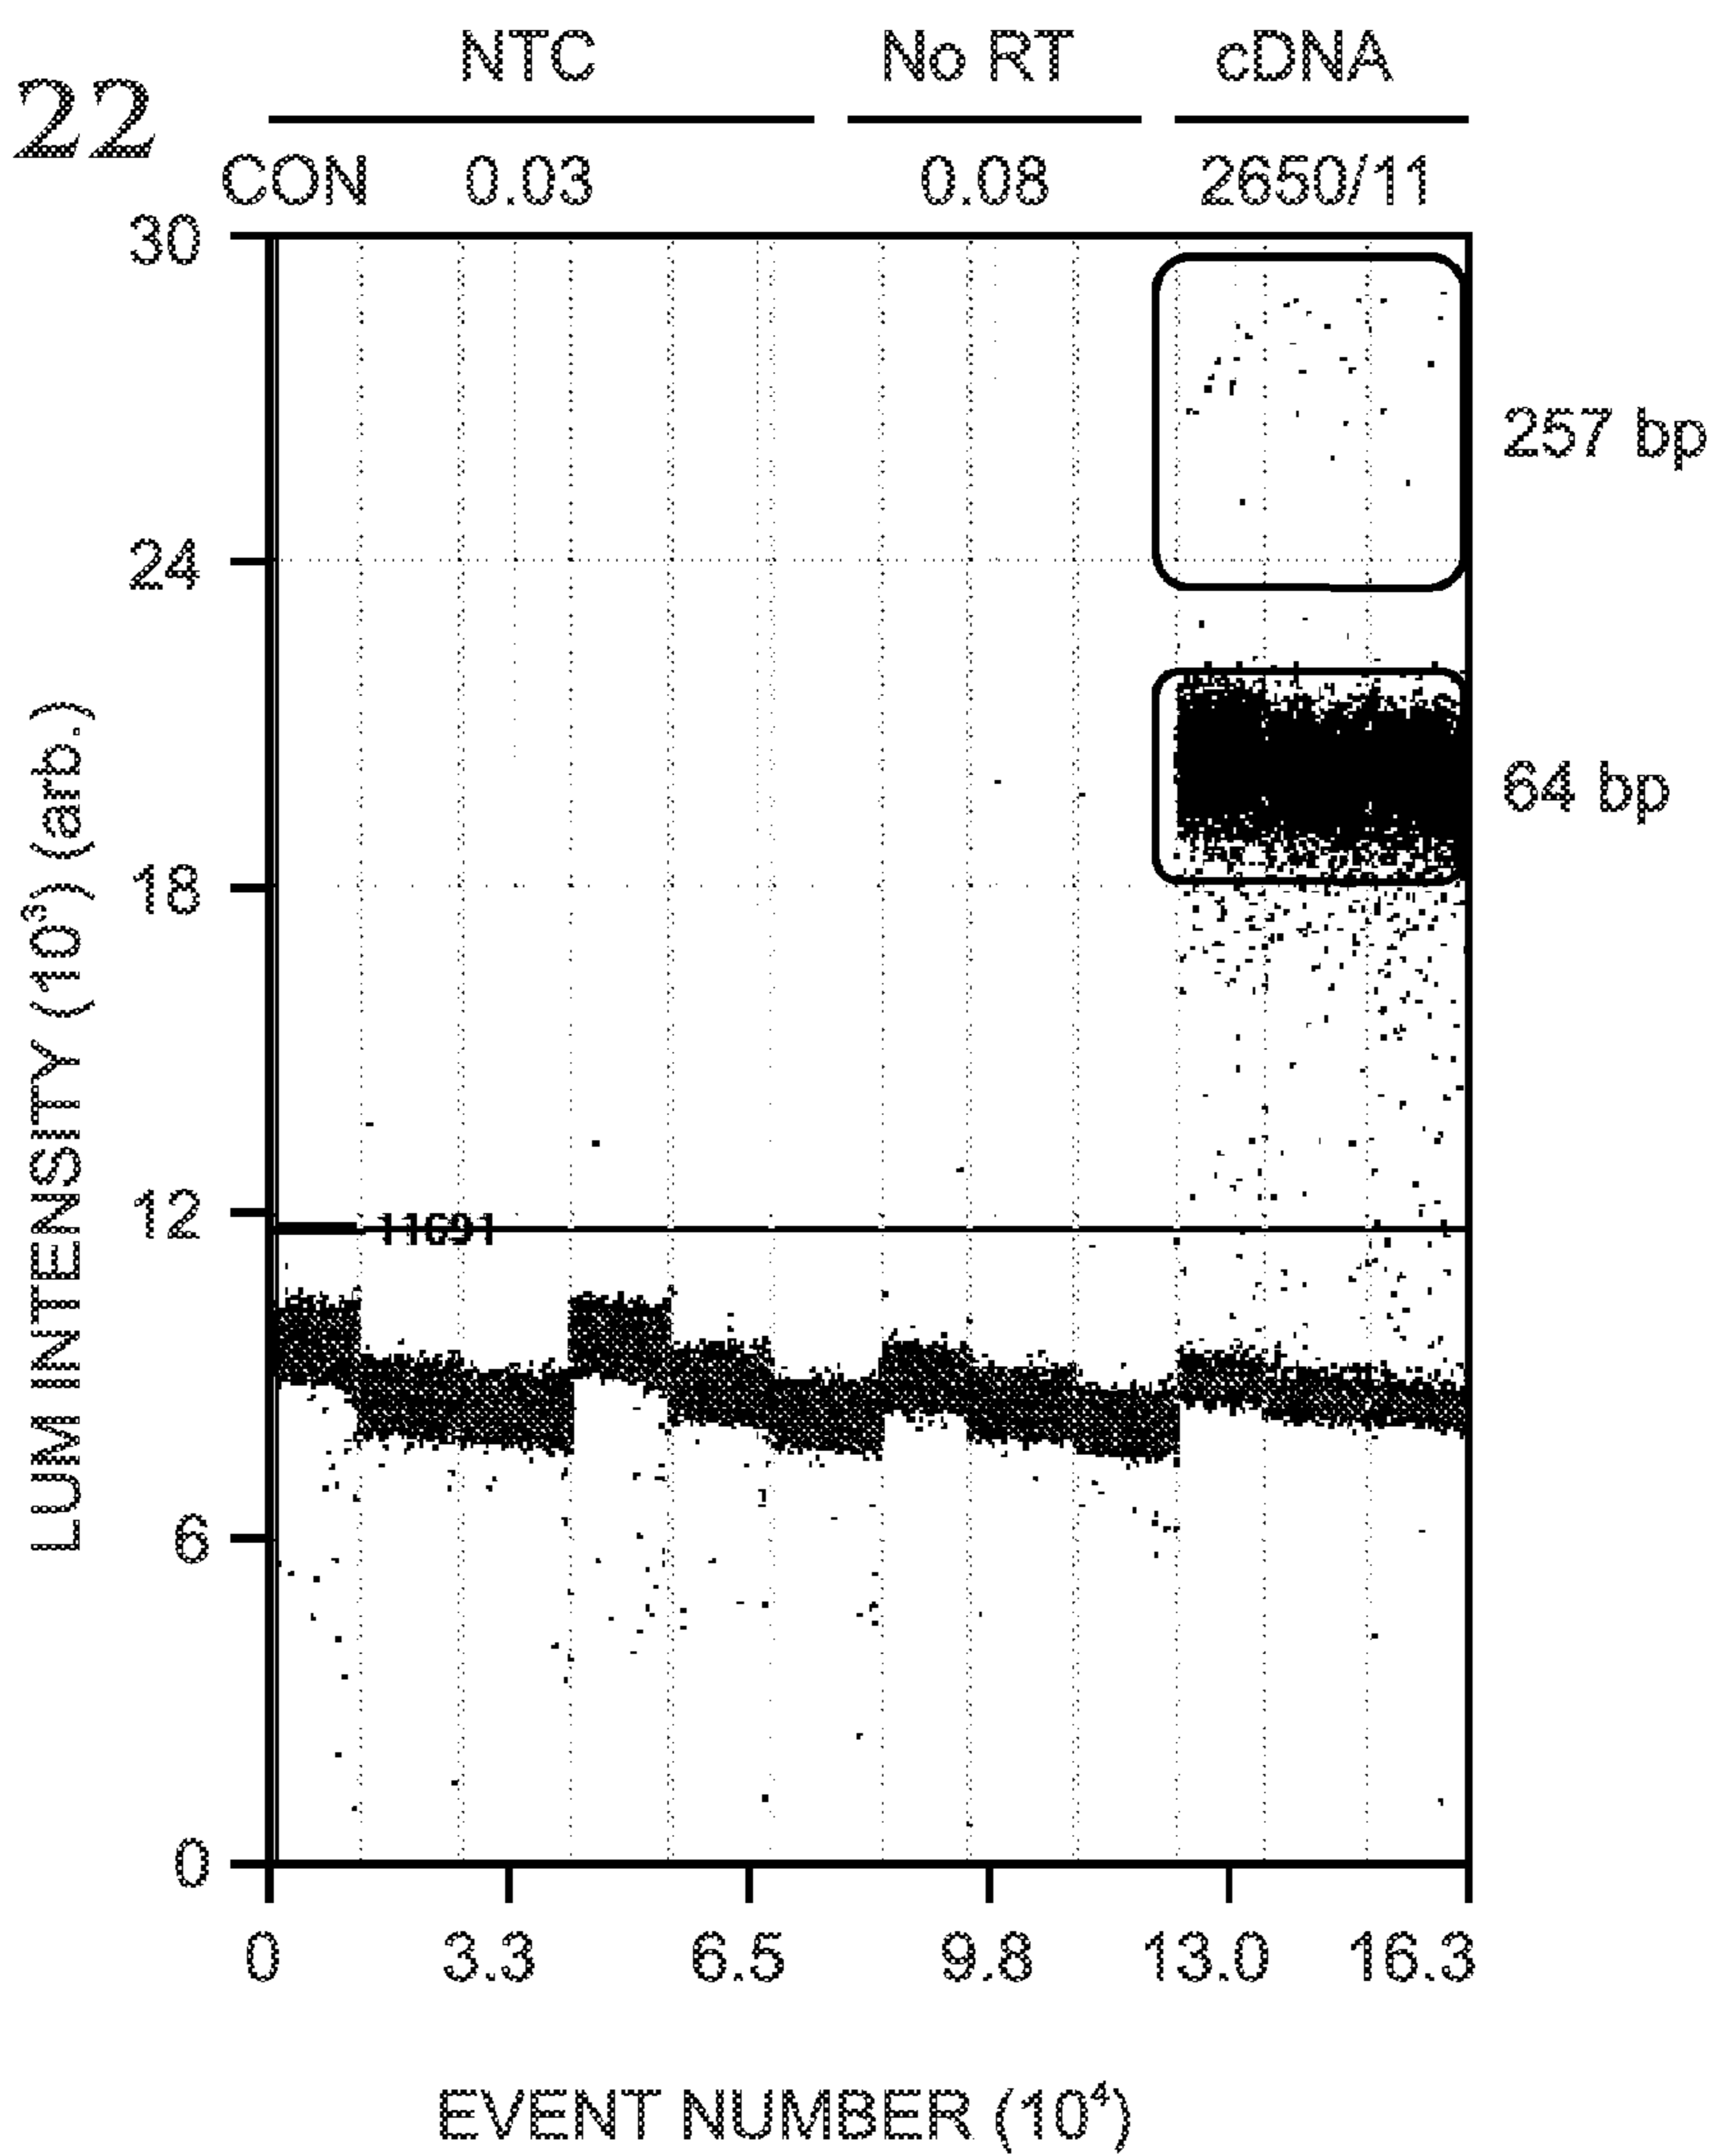 NTC No RT cDNA
22
CON 0.03 0.08 2650/11
30
257 bp
24
64 bp
18
12
11691
6
0
LUM INTENSITY (10³) (arb.)
0 3.3 6.5 9.8 13.0 16.3
EVENT NUMBER (10⁴)